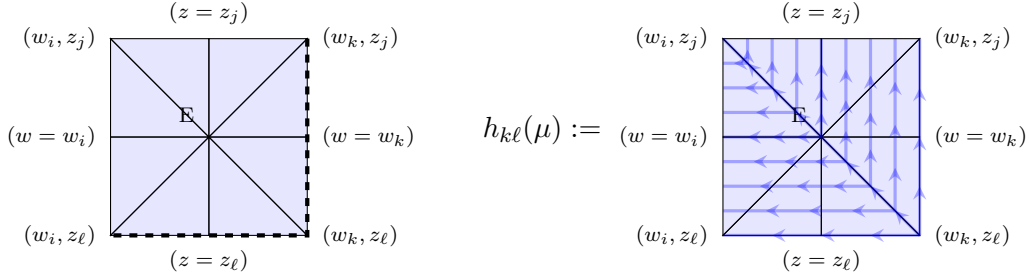 (z = z_j)
(w_i, z_j) (w_k, z_j)
E
(w = w_i) (w = w_k)
(w_i, z_ℓ) (w_k, z_ℓ)
(z = z_ℓ)
h_{kℓ}(μ) :=
(z = z_j)
(w_i, z_j) (w_k, z_j)
E
(w = w_i) (w = w_k)
(w_i, z_ℓ) (w_k, z_ℓ)
(z = z_ℓ)